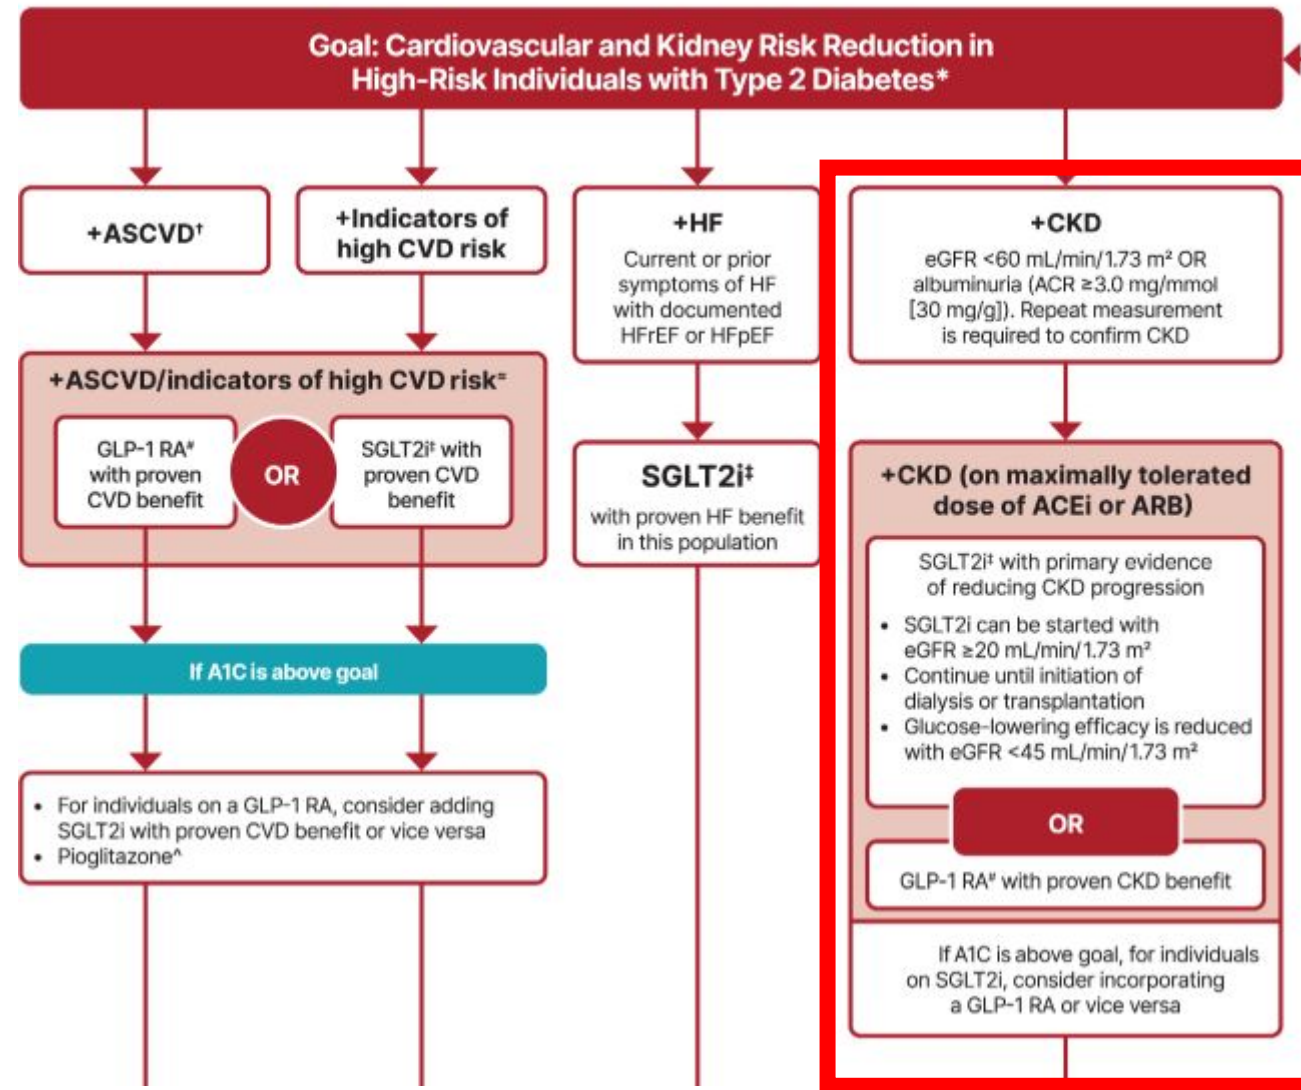 Goal: Cardiovascular and Kidney Risk Reduction in
High-Risk Individuals with Type 2 Diabetes*
+ASCVD†
+Indicators of
high CVD risk
+ASCVD/indicators of high CVD risk⁼
GLP-1 RA#
with proven
CVD benefit
OR
SGLT2i‡ with
proven CVD
benefit
If A1C is above goal
• For individuals on a GLP-1 RA, consider adding
SGLT2i with proven CVD benefit or vice versa
• Pioglitazone^
+HF
Current or prior
symptoms of HF
with documented
HFrEF or HFpEF
SGLT2i‡
with proven HF benefit
in this population
+CKD
eGFR <60 mL/min/1.73 m² OR
albuminuria (ACR ≥3.0 mg/mmol
[30 mg/g]). Repeat measurement
is required to confirm CKD
+CKD (on maximally tolerated
dose of ACEi or ARB)
SGLT2i‡ with primary evidence
of reducing CKD progression
• SGLT2i can be started with
eGFR ≥20 mL/min/1.73 m²
• Continue until initiation of
dialysis or transplantation
• Glucose-lowering efficacy is reduced
with eGFR <45 mL/min/1.73 m²
OR
GLP-1 RA# with proven CKD benefit
If A1C is above goal, for individuals
on SGLT2i, consider incorporating
a GLP-1 RA or vice versa